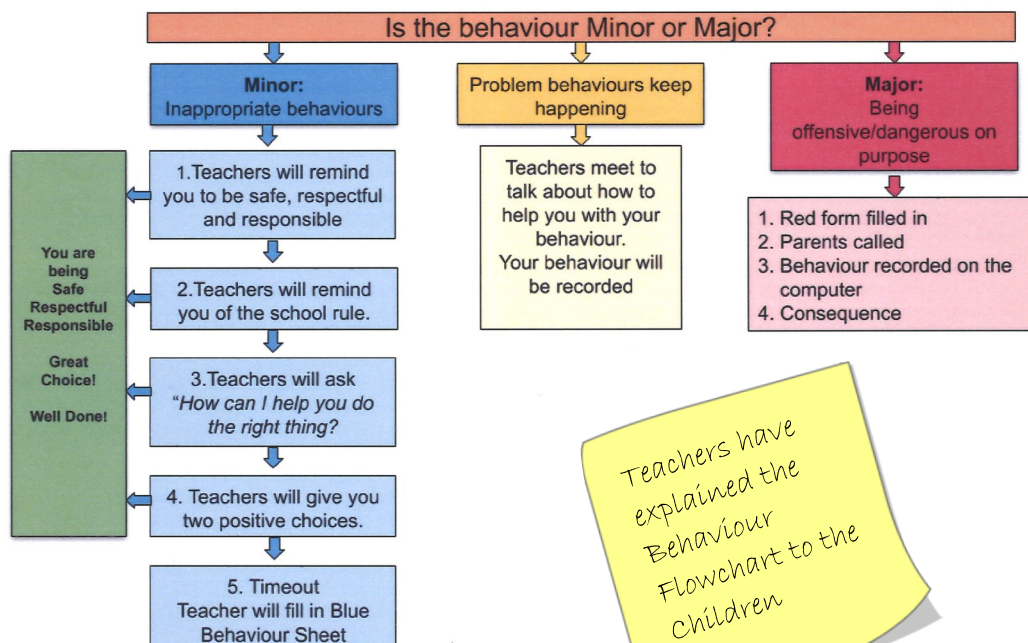 Is the behaviour Minor or Major?
Minor:
Inappropriate behaviours
Problem behaviours keep
happening
Major:
Being
offensive/dangerous on
purpose
You are
being
Safe
Respectful
Responsible
Great
Choice!
Well Done!
1.Teachers will remind
you to be safe, respectful
and responsible
2.Teachers will remind
you of the school rule.
3.Teachers will ask
“How can I help you do
the right thing?
4. Teachers will give you
two positive choices.
5. Timeout
Teacher will fill in Blue
Behaviour Sheet
Teachers meet to
talk about how to
help you with your
behaviour.
Your behaviour will
be recorded
1. Red form filled in
2. Parents called
3. Behaviour recorded on the
computer
4. Consequence
Teachers have
explained the
Behaviour
Flowchart to the
Children